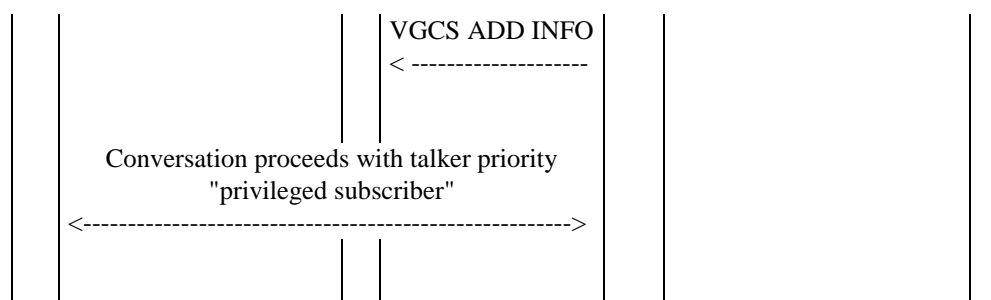 VGCS ADD INFO
< --------------------
Conversation proceeds with talker priority
"privileged subscriber"
<-------------------------------------------------------->